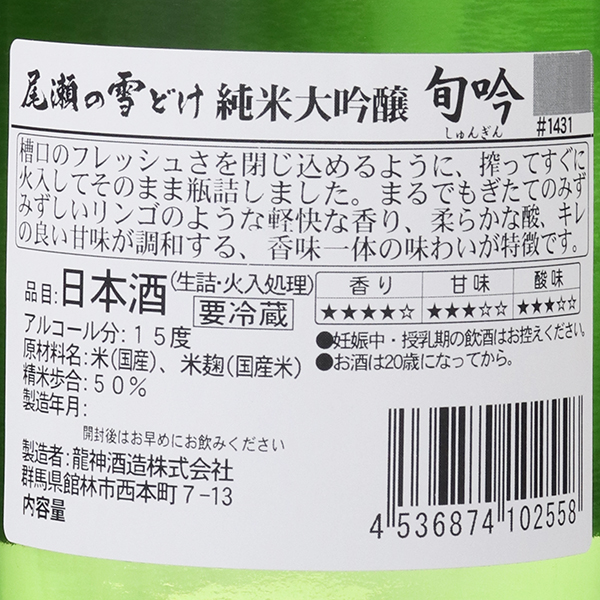 尾瀬の雪どけ 純米大吟醸 旬吟
しゅんぎん
#1431
槽口のフレッシュさを閉じ込めるように、搾ってすぐに
火入してそのまま瓶詰しました。まるでもぎたてのみず
みずしいリンゴのような軽快な香り、柔らかな酸、キレ
の良い甘味が調和する、香味一体の味わいが特徴です。
品目:日本酒(生詰・火入処理)
要冷蔵
アルコール分:15度
原材料名:米(国産)、米麹(国産米)
精米歩合:50%
製造年月:
香り 甘味 酸味
★★★★☆ ★★★☆☆ ★★★☆☆
●妊娠中・授乳期の飲酒はお控えください。
●お酒は20歳になってから。
開封後はお早めにお飲みください
製造者:龍神酒造株式会社
群馬県館林市西本町7-13
内容量
4 536874 102558